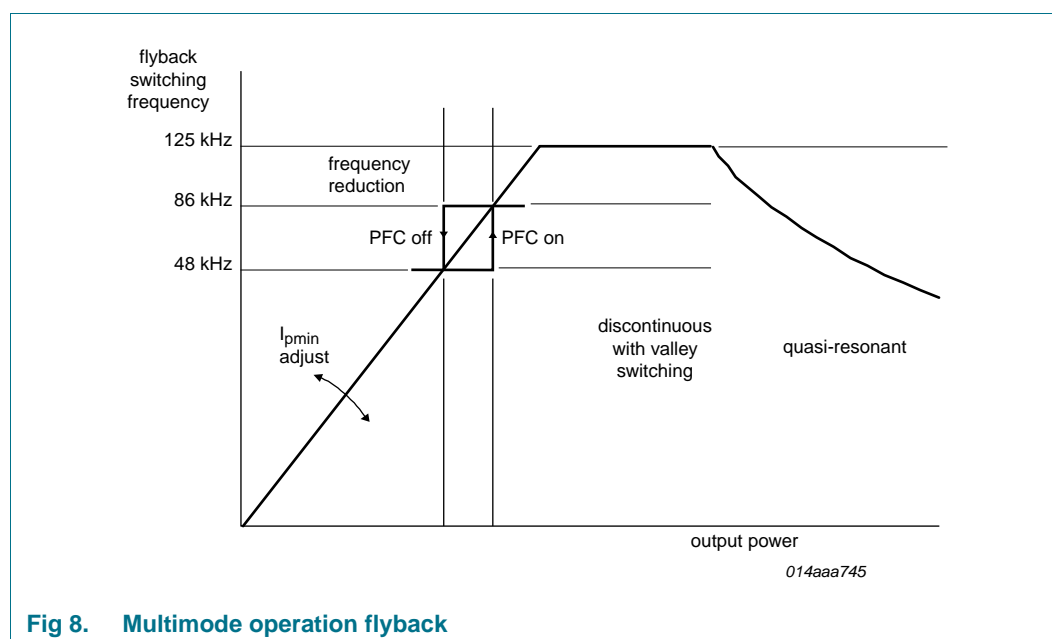 flyback
switching
frequency
125 kHz
frequency
reduction
86 kHz
PFC off
PFC on
48 kHz
Ipmin
adjust
discontinuous
with valley
switching
quasi-resonant
output power
014aaa745
Fig 8. Multimode operation flyback